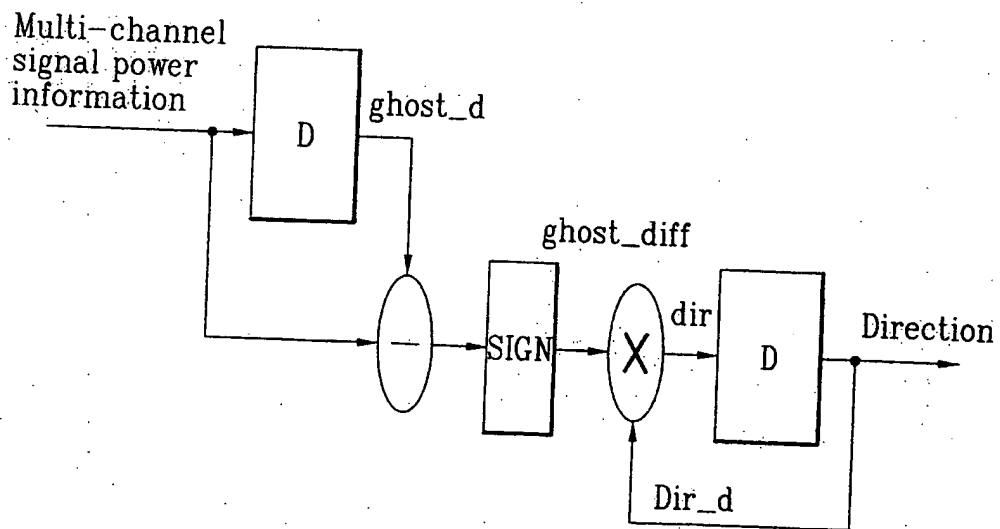 Multi-channel
signal power
information
ghost_d
D
ghost_diff
SIGN
X
dir
D
Direction
Dir_d